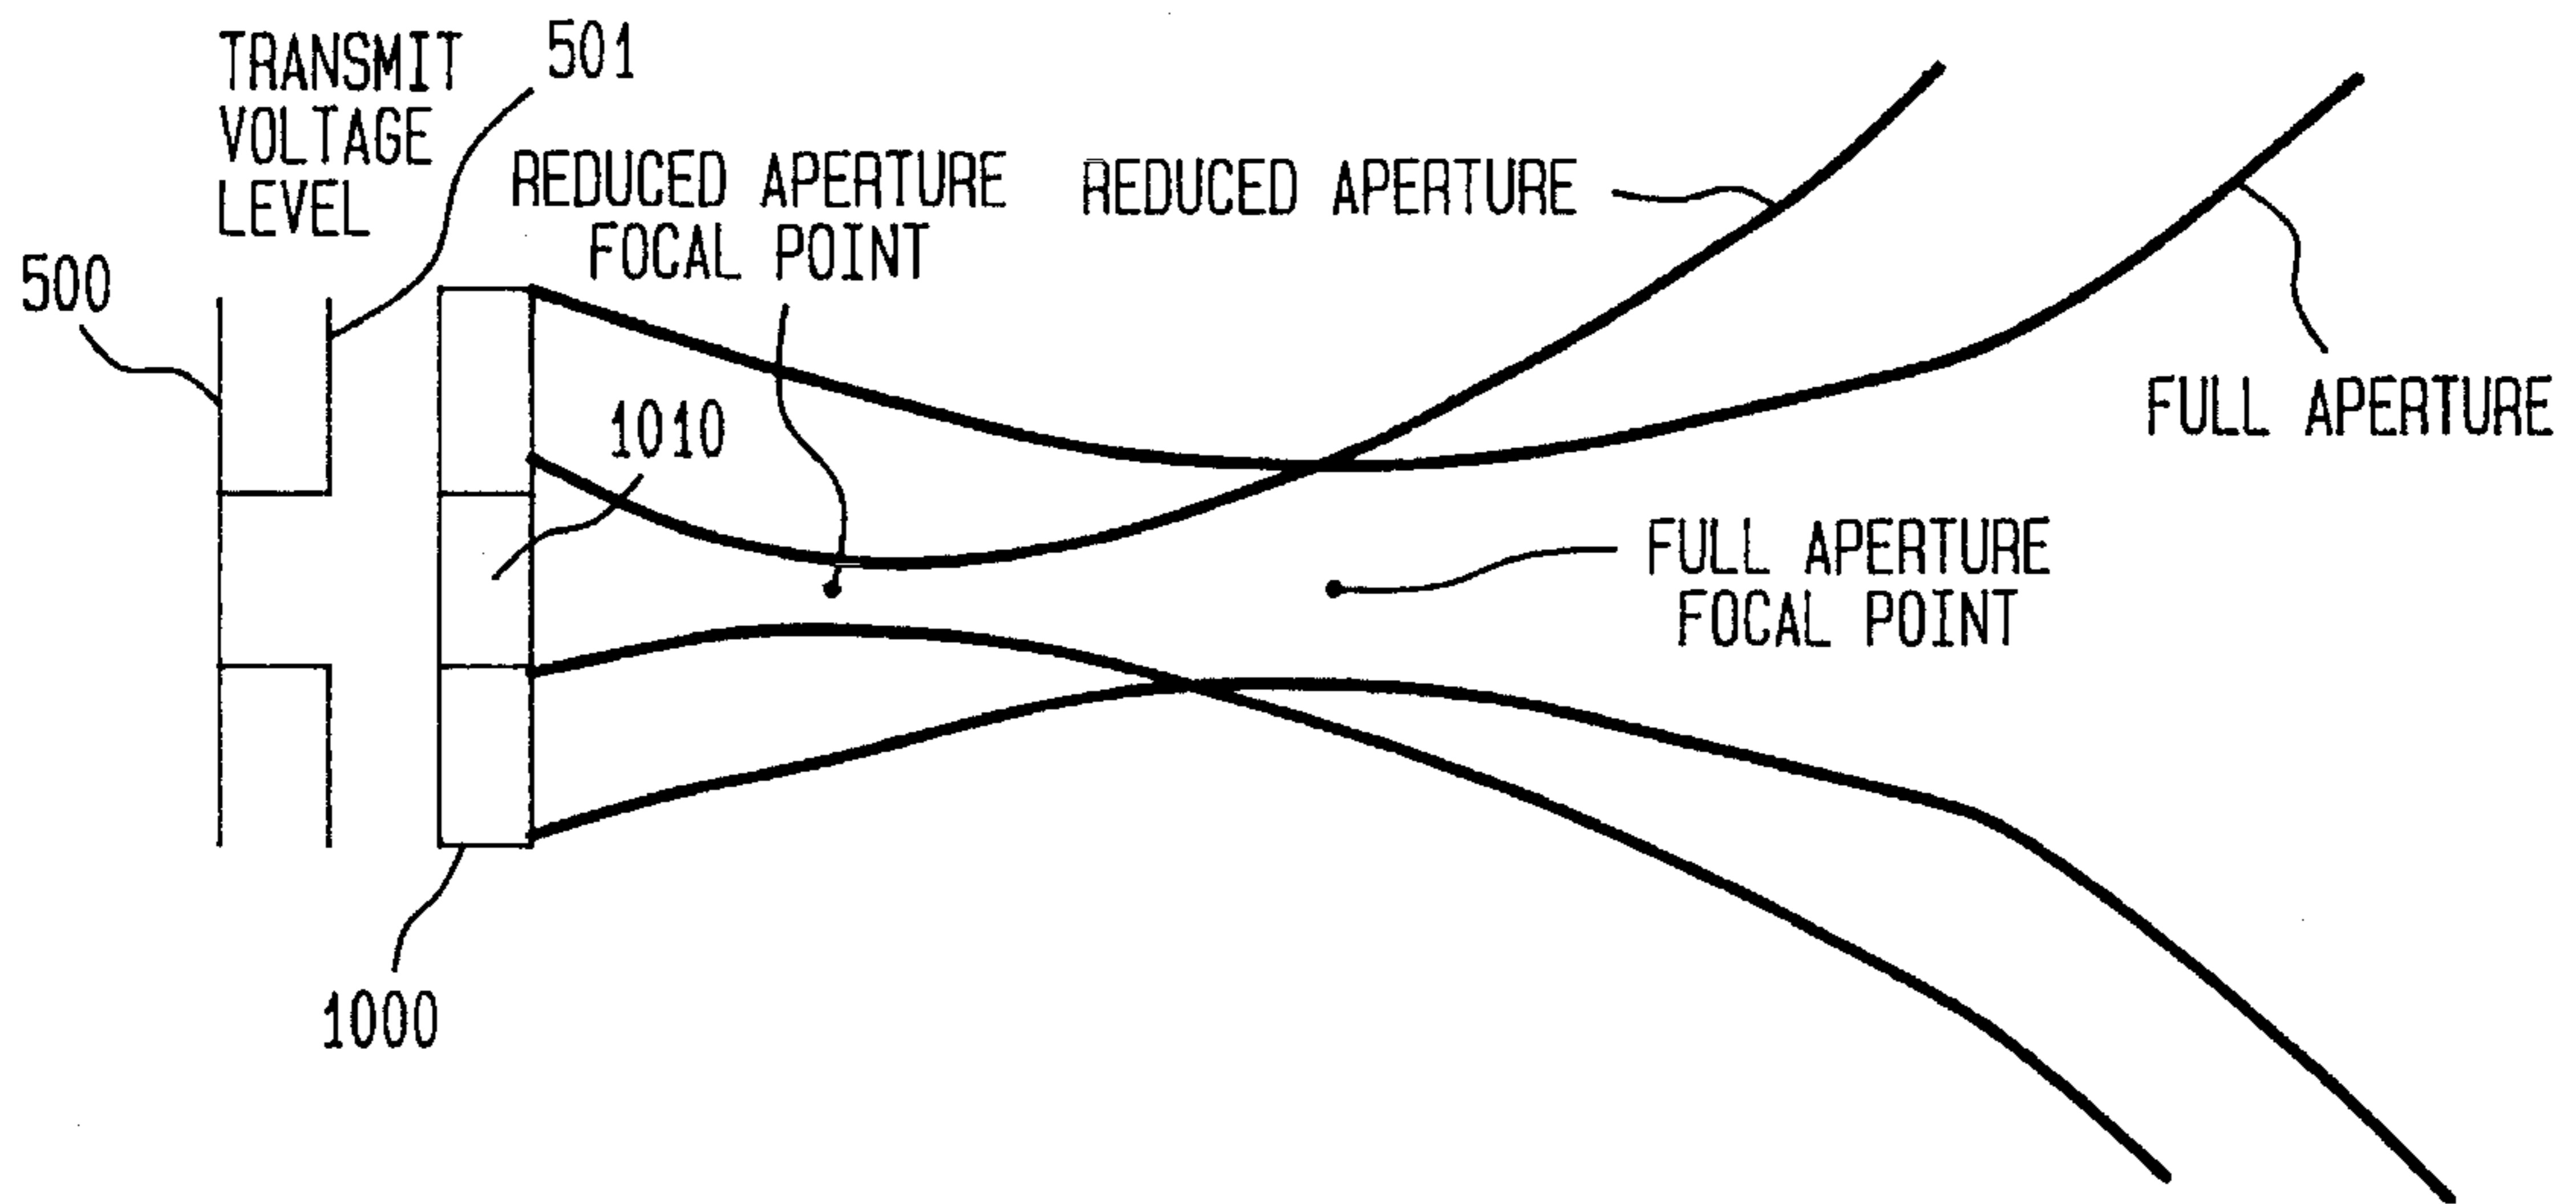 TRANSMIT
VOLTAGE
LEVEL
501
REDUCED APERTURE
FOCAL POINT
REDUCED APERTURE
500
1010
FULL APERTURE
FULL APERTURE
FOCAL POINT
1000